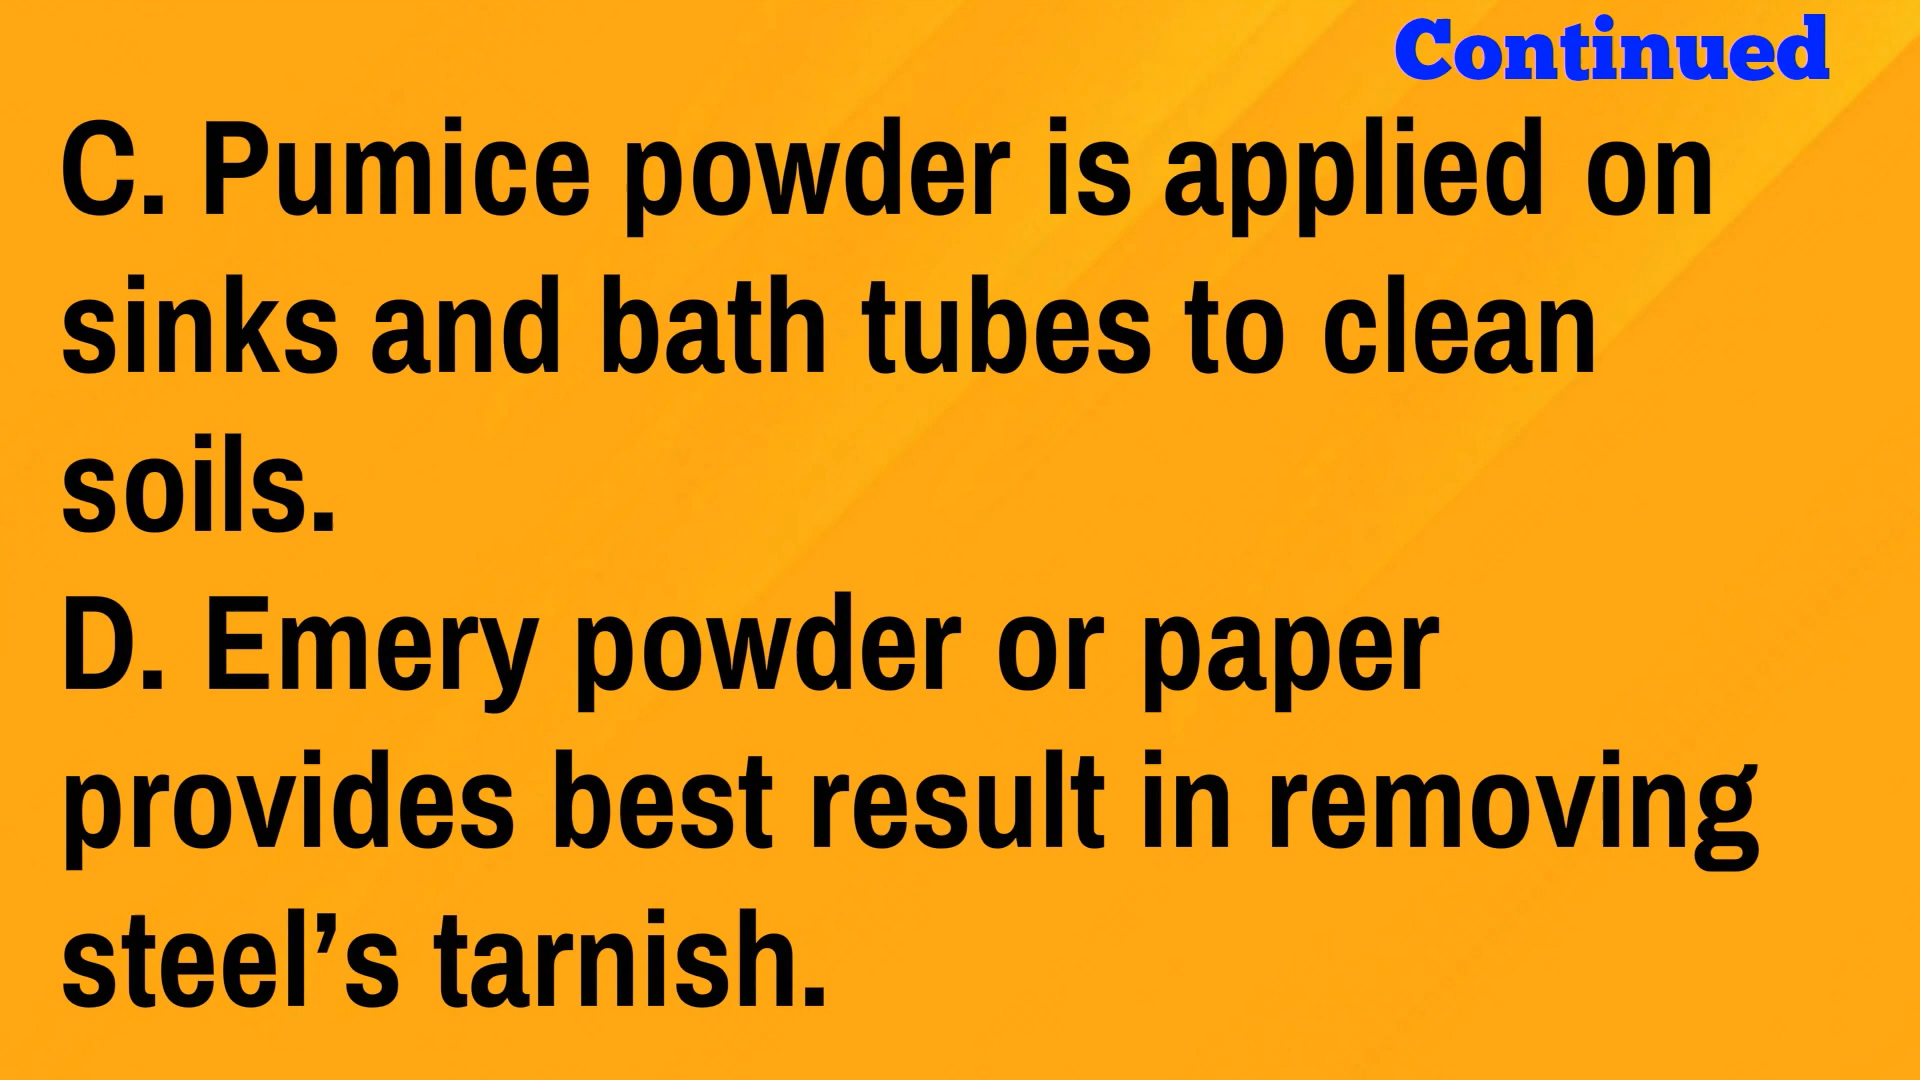 Continued
C. Pumice powder is applied on
sinks and bath tubes to clean
soils.
D. Emery powder or paper
provides best result in removing
steel’s tarnish.